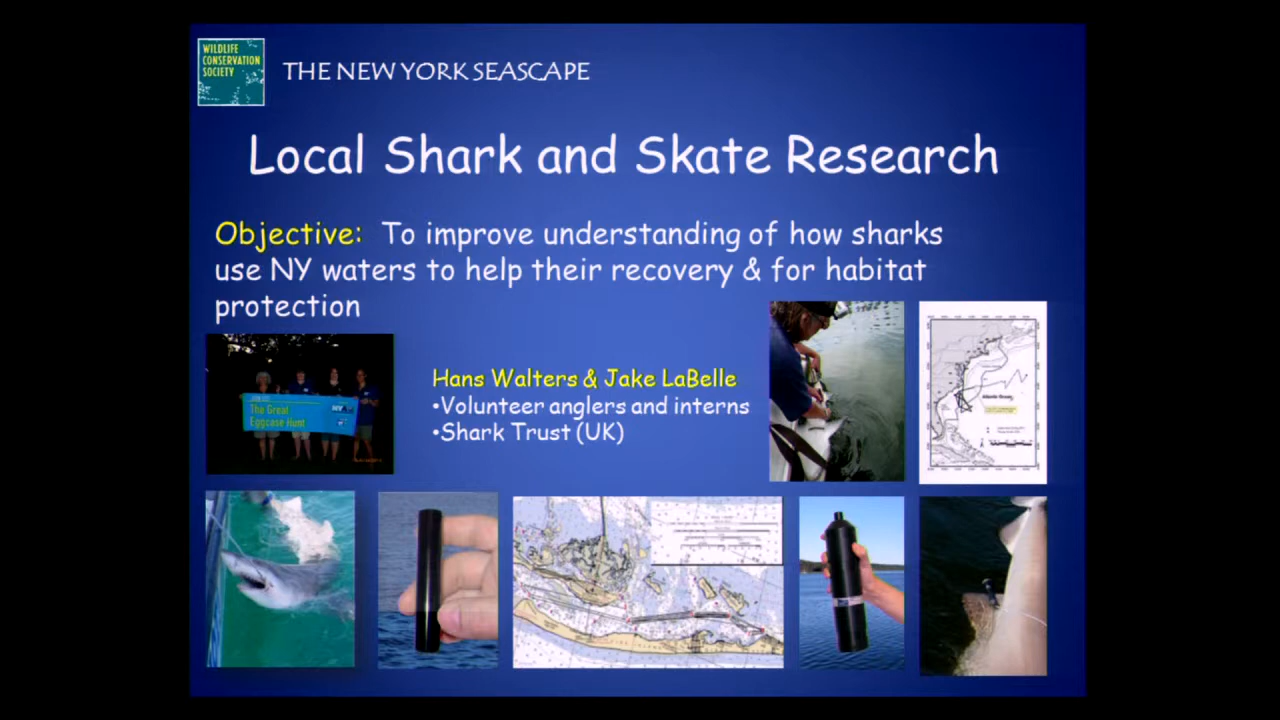 WILDLIFE
CONSERVATION
SOCIETY
THE NEW YORK SEASCAPE
Local Shark and Skate Research
Objective: To improve understanding of how sharks
use NY waters to help their recovery & for habitat
protection
Hans Walters & Jake LaBelle
•Volunteer anglers and interns
•Shark Trust (UK)
The Great
Eggcase Hunt